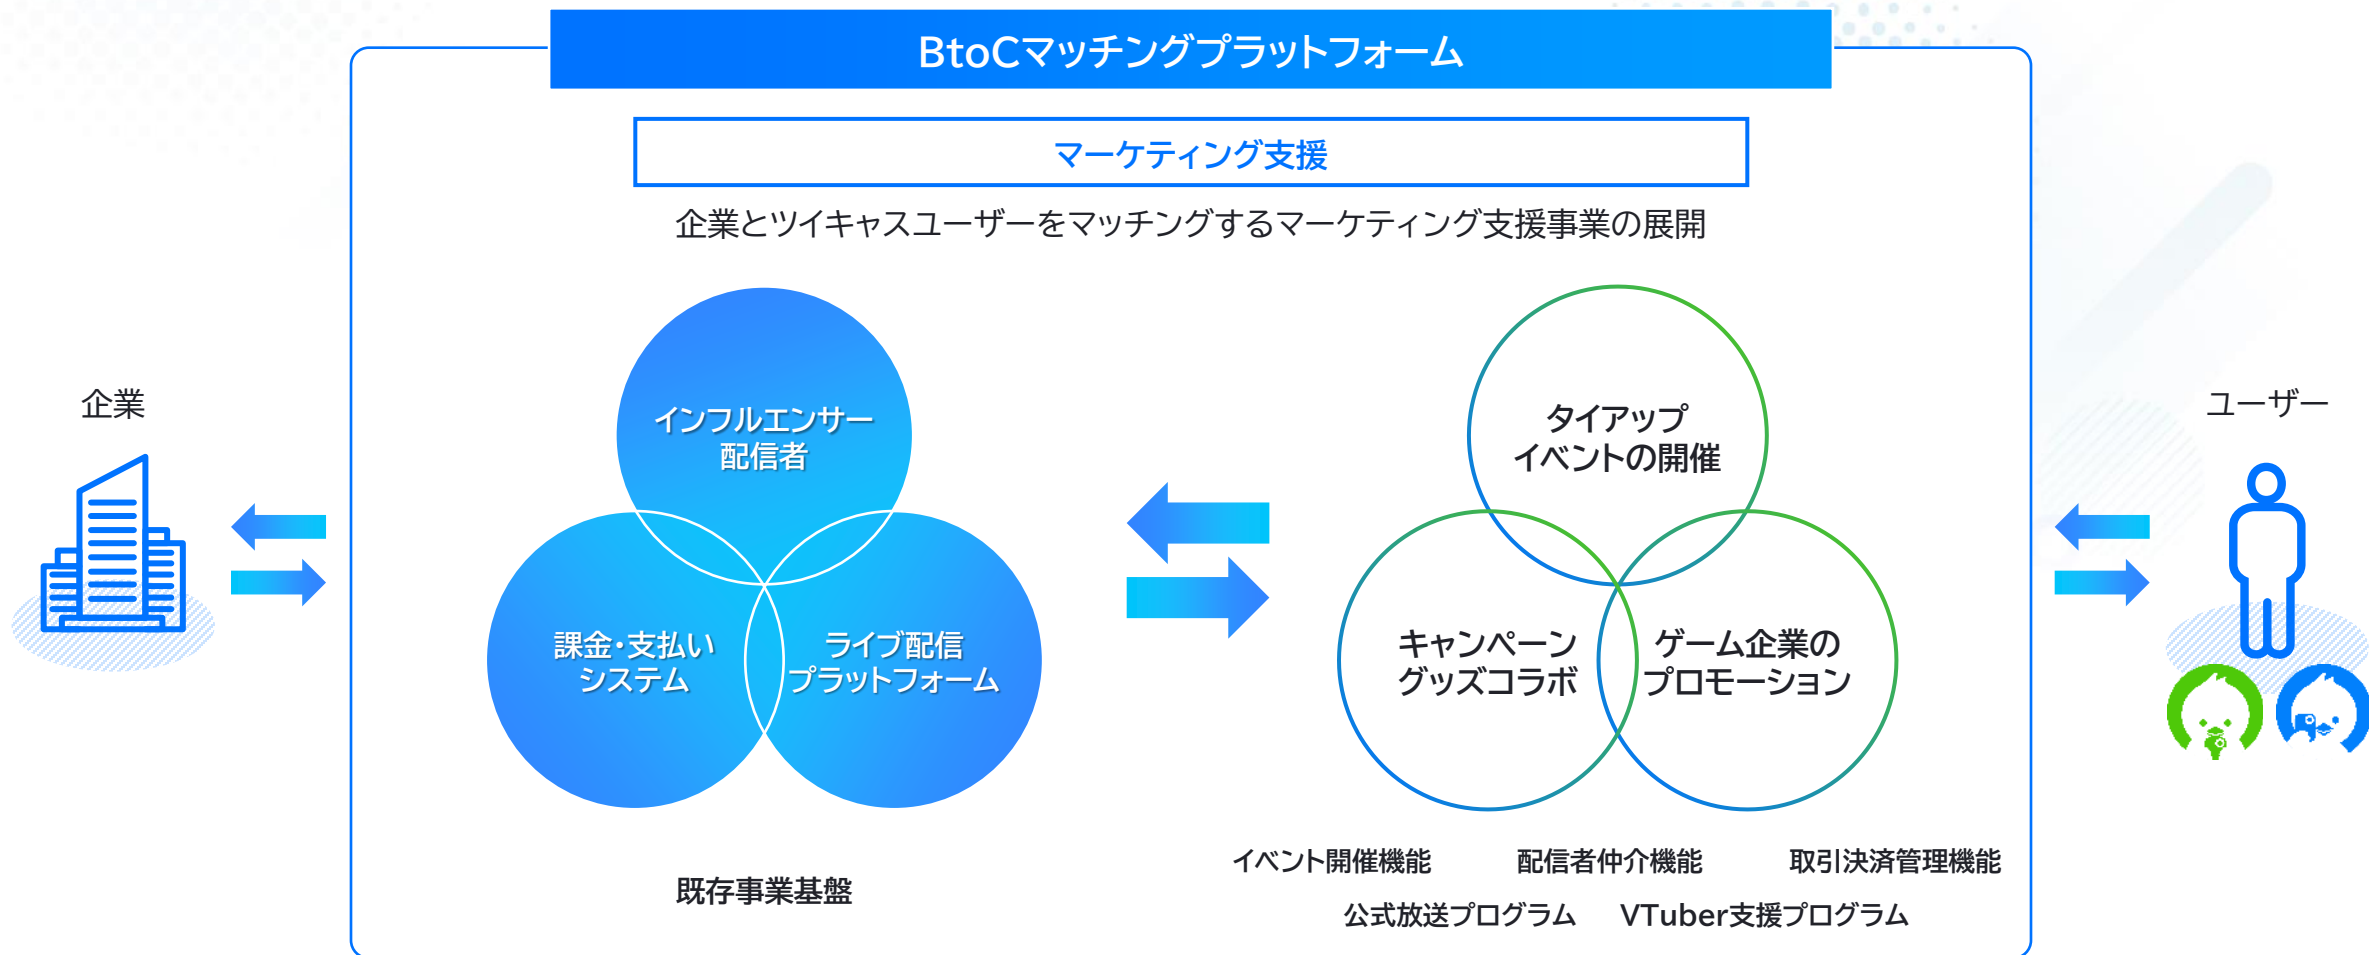 BtoCマッチングプラットフォーム
マーケティング支援
企業とツイキャスユーザーをマッチングするマーケティング支援事業の展開
企業
インフルエンサー
配信者
課金・支払い
システム
ライブ配信
プラットフォーム
既存事業基盤
タイアップ
イベントの開催
キャンペーン
グッズコラボ
ゲーム企業の
プロモーション
イベント開催機能
配信者仲介機能
取引決済管理機能
公式放送プログラム
VTuber支援プログラム
ユーザー